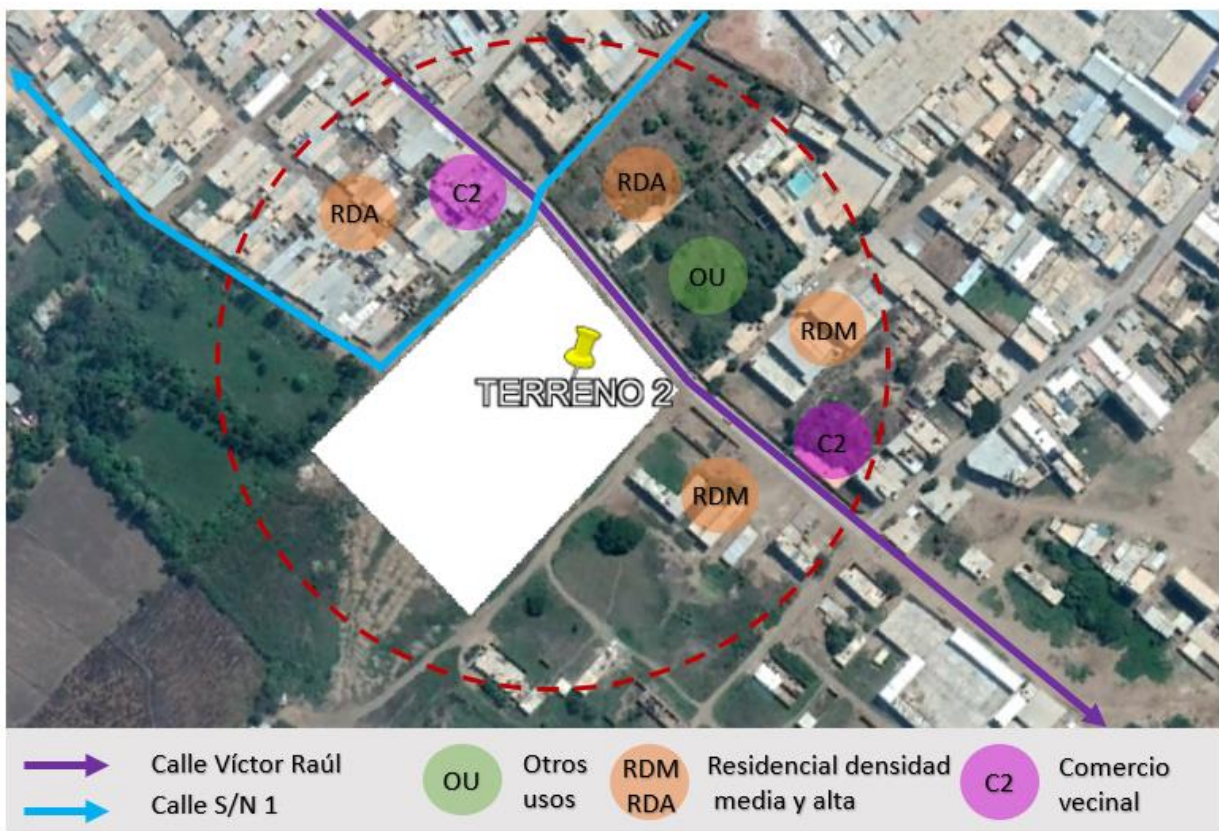 C2
RDA
RDA
OU
RDM
TERRENO 2
C2
RDM
Calle Víctor Raúl
Calle S/N 1
OU
Otros
usos
RDM
RDA
Residencial densidad
media y alta
C2
Comercio
vecinal